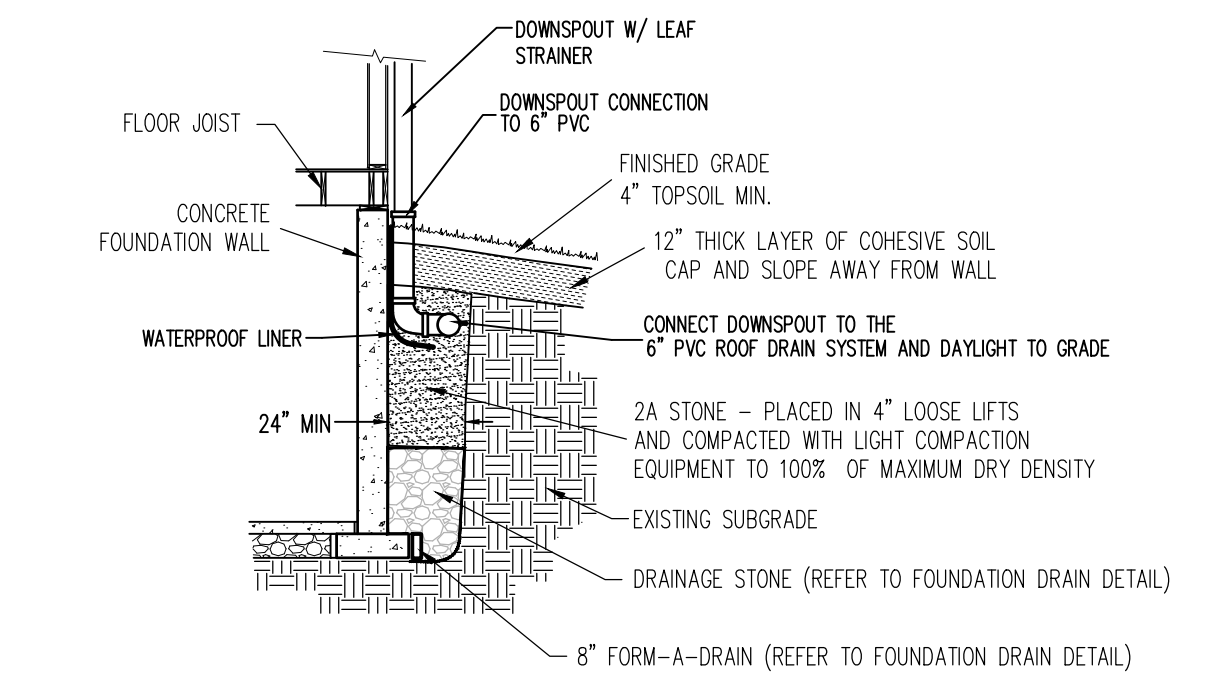 DOWNSPOUT W/ LEAF
STRAINER
DOWNSPOUT CONNECTION
TO 6” PVC
FLOOR JOIST
FINISHED GRADE
4” TOPSOIL MIN.
CONCRETE
FOUNDATION WALL
12” THICK LAYER OF COHESIVE SOIL
CAP AND SLOPE AWAY FROM WALL
WATERPROOF LINER
CONNECT DOWNSPOUT TO THE
6” PVC ROOF DRAIN SYSTEM AND DAYLIGHT TO GRADE
24” MIN
2A STONE – PLACED IN 4” LOOSE LIFTS
AND COMPACTED WITH LIGHT COMPACTION
EQUIPMENT TO 100% OF MAXIMUM DRY DENSITY
EXISTING SUBGRADE
DRAINAGE STONE (REFER TO FOUNDATION DRAIN DETAIL)
8” FORM–A–DRAIN (REFER TO FOUNDATION DRAIN DETAIL)